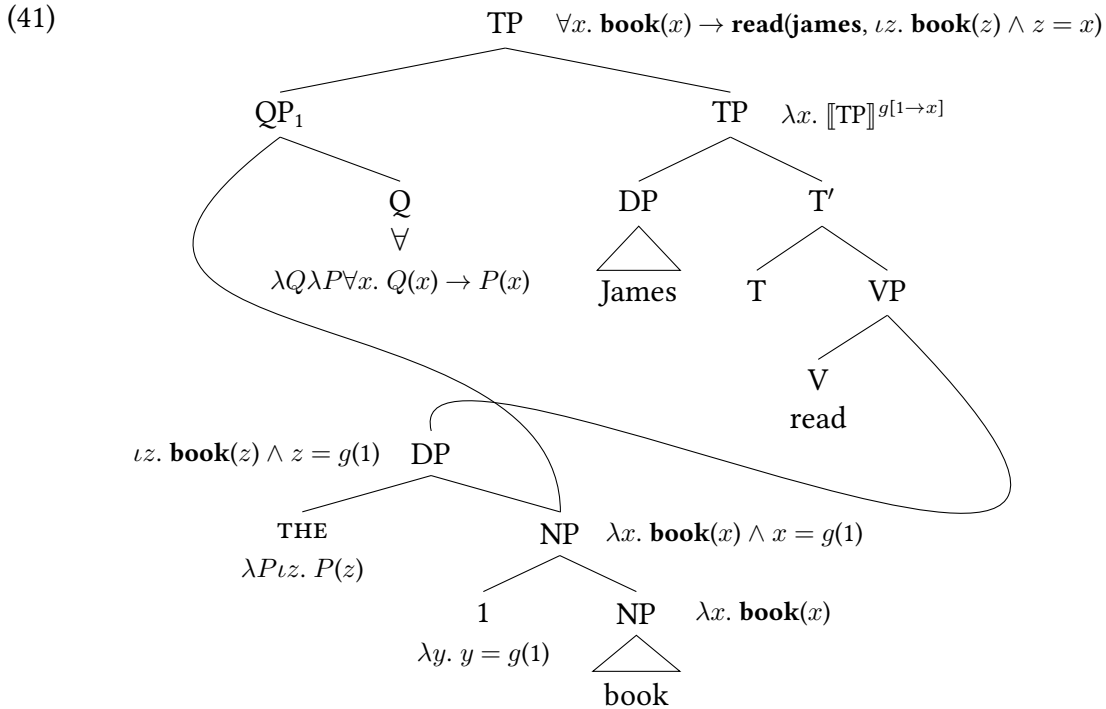 (41)
TP ∀x. book(x) → read(james, ιz. book(z) ∧ z = x)
QP₁ TP λx. ⟦TP⟧^{g[1→x]}
Q DP T′
∀
λQλP∀x. Q(x) → P(x) James T VP
V
read
ιz. book(z) ∧ z = g(1) DP
THE NP λx. book(x) ∧ x = g(1)
λPιz. P(z)
1 NP λx. book(x)
λy. y = g(1)
book